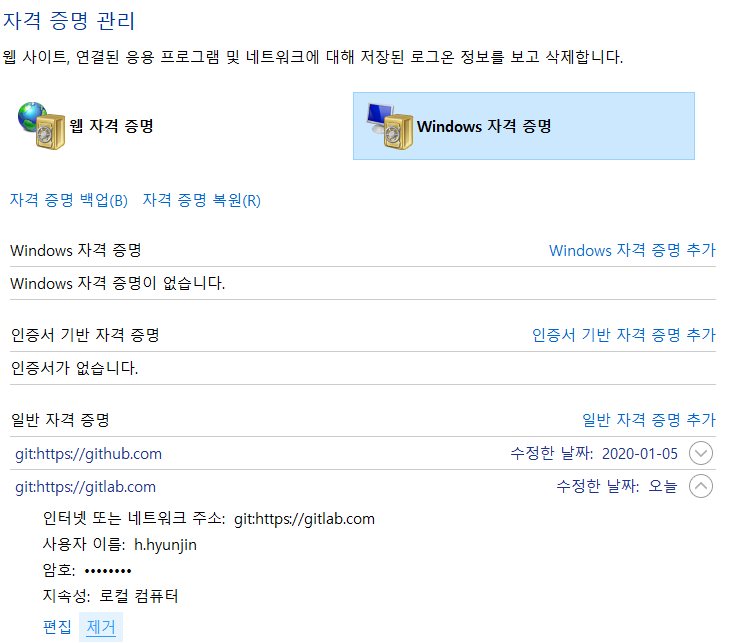 자격 증명 관리
웹 사이트, 연결된 응용 프로그램 및 네트워크에 대해 저장된 로그온 정보를 보고 삭제합니다.
웹 자격 증명 Windows 자격 증명
자격 증명 백업(B) 자격 증명 복원(R)
Windows 자격 증명 Windows 자격 증명 추가
Windows 자격 증명이 없습니다.
인증서 기반 자격 증명 인증서 기반 자격 증명 추가
인증서가 없습니다.
일반 자격 증명 일반 자격 증명 추가
git:https://github.com 수정한 날짜: 2020-01-05
git:https://gitlab.com 수정한 날짜: 오늘
인터넷 또는 네트워크 주소: git:https://gitlab.com
사용자 이름: h.hyunjin
암호: ••••••••
지속성: 로컬 컴퓨터
편집 제거